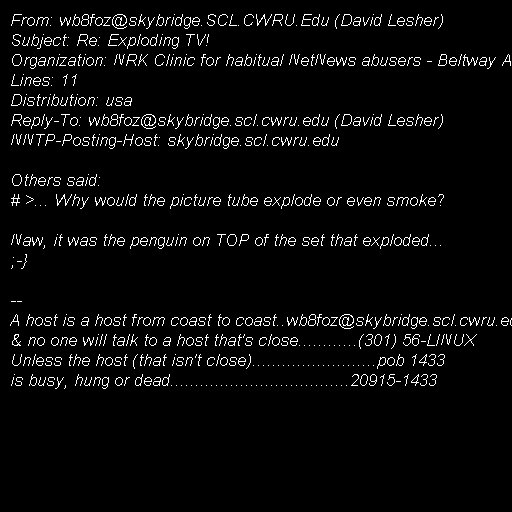 From: wb8foz@skybridge.SCL.CWRU.Edu (David Lesher)
Subject: Re: Exploding TV!
Organization: NRK Clinic for habitual NetNews abusers - Beltway A
Lines: 11
Distribution: usa
Reply-To: wb8foz@skybridge.scl.cwru.edu (David Lesher)
NNTP-Posting-Host: skybridge.scl.cwru.edu

Others said:
# >... Why would the picture tube explode or even smoke?

Naw, it was the penguin on TOP of the set that exploded...
;-}

--
A host is a host from coast to coast..wb8foz@skybridge.scl.cwru.ed
& no one will talk to a host that's close............(301) 56-LINUX
Unless the host (that isn't close).........................pob 1433
is busy, hung or dead....................................20915-1433